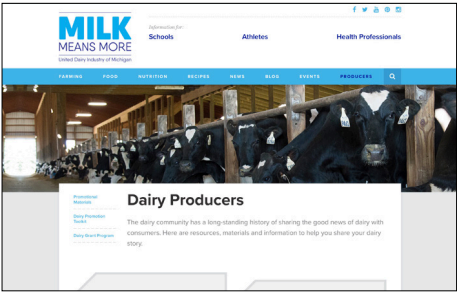 MILK
MEANS MORE
United Dairy Industry of Michigan
Information for:
Schools
Athletes
Health Professionals
FARMING
FOOD
NUTRITION
RECIPES
NEWS
BLOG
EVENTS
PRODUCERS
Promotional
Materials
Dairy Promotion
Toolkit
Dairy Grant Program
Dairy Producers
The dairy community has a long-standing history of sharing the good news of dairy with
consumers. Here are resources, materials and information to help you share your dairy
story.